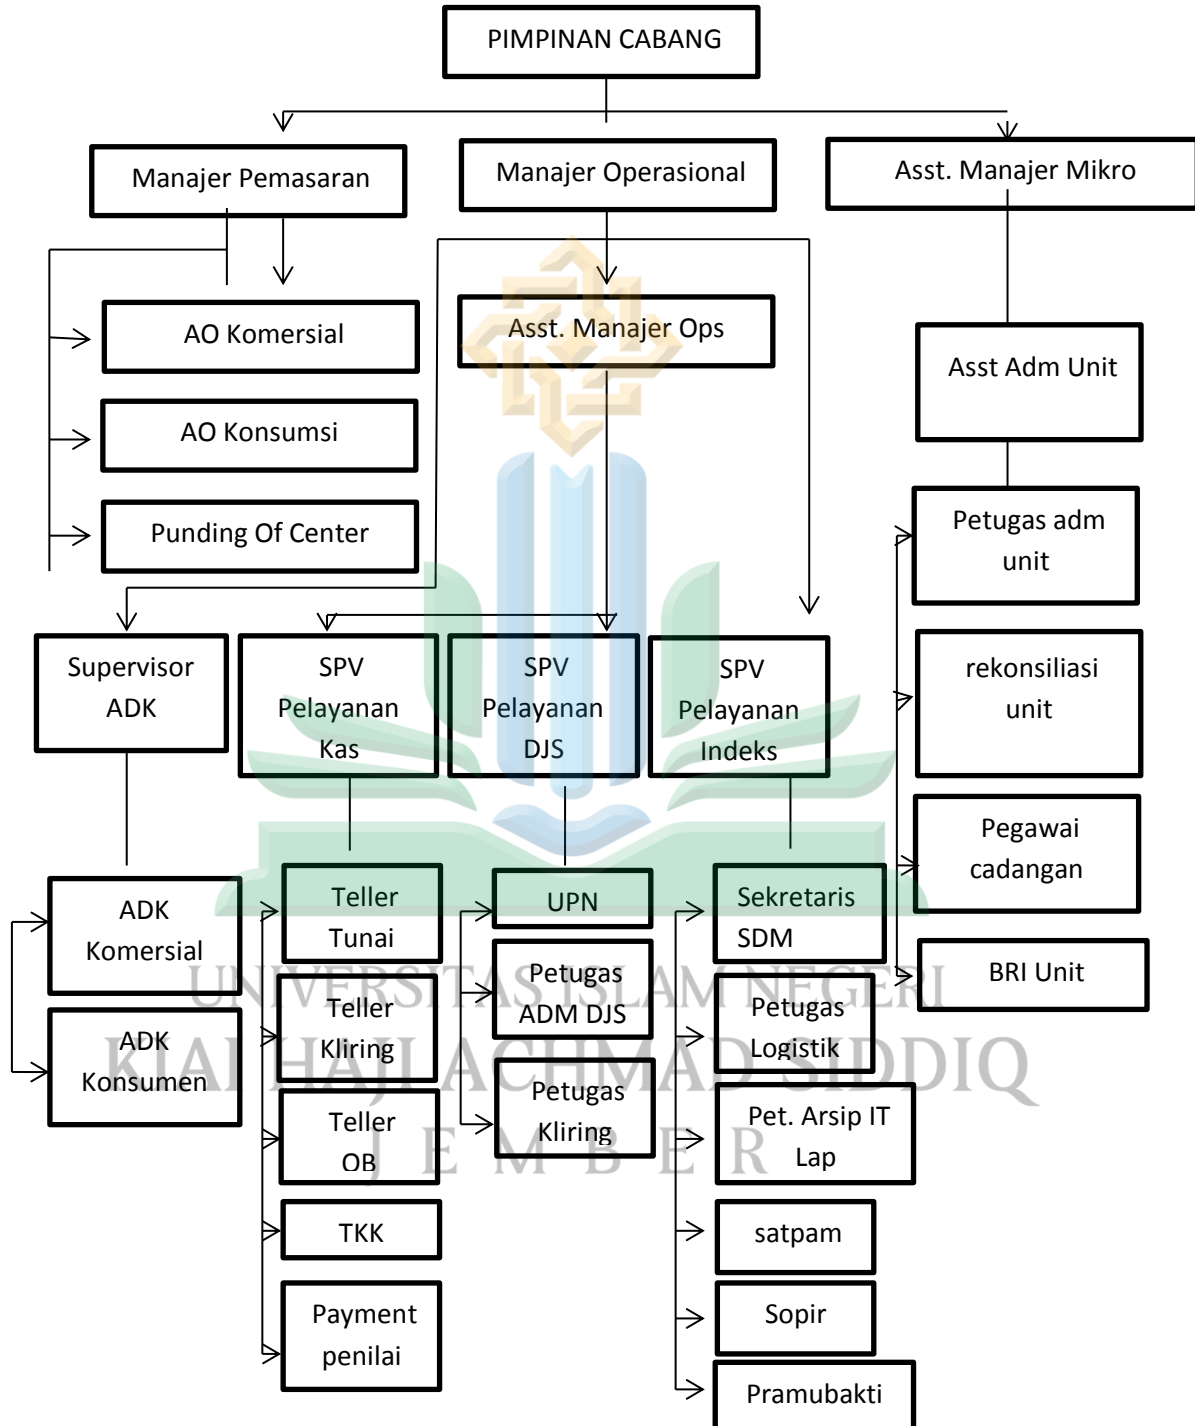 PIMPINAN CABANG
Manajer Pemasaran
Manajer Operasional
Asst. Manajer Mikro
AO Komersial
Asst. Manajer Ops
Asst Adm Unit
AO Konsumsi
Punding Of Center
Petugas adm
unit
Supervisor
ADK
SPV
Pelayanan
Kas
SPV
Pelayanan
DJS
SPV
Pelayanan
Indeks
rekonsiliasi
unit
Pegawai
cadangan
BRI Unit
ADK
Komersial
ADK
Konsumen
Teller
Tunai
Teller
Kliring
Teller
OB
TKK
Payment
penilai
UPN
Petugas
ADM DJS
Petugas
Kliring
Sekretaris
SDM
Petugas
Logistik
Pet. Arsip IT
Lap
satpam
Sopir
Pramubakti
UNIVERSITAS ISLAM NEGERI
KIAI HAJI ACHMAD SIDDIQ
JEMBER